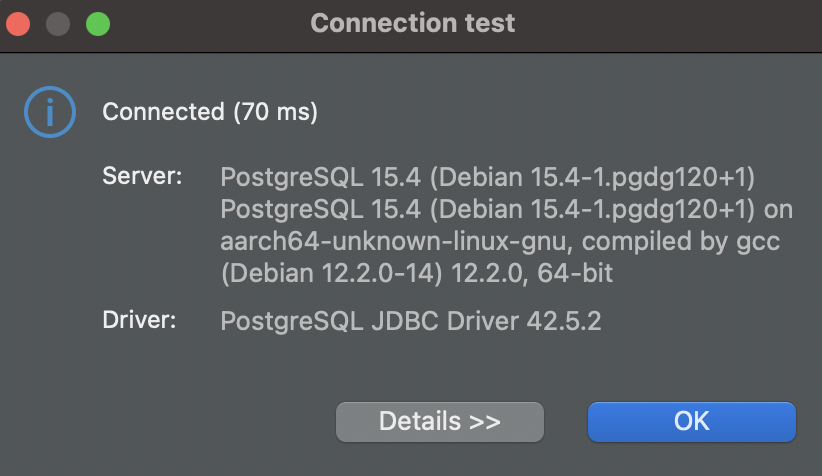 Connection test
Connected (70 ms)
Server: PostgreSQL 15.4 (Debian 15.4-1.pgdg120+1)
PostgreSQL 15.4 (Debian 15.4-1.pgdg120+1) on
aarch64-unknown-linux-gnu, compiled by gcc
(Debian 12.2.0-14) 12.2.0, 64-bit
Driver: PostgreSQL JDBC Driver 42.5.2
Details >> OK